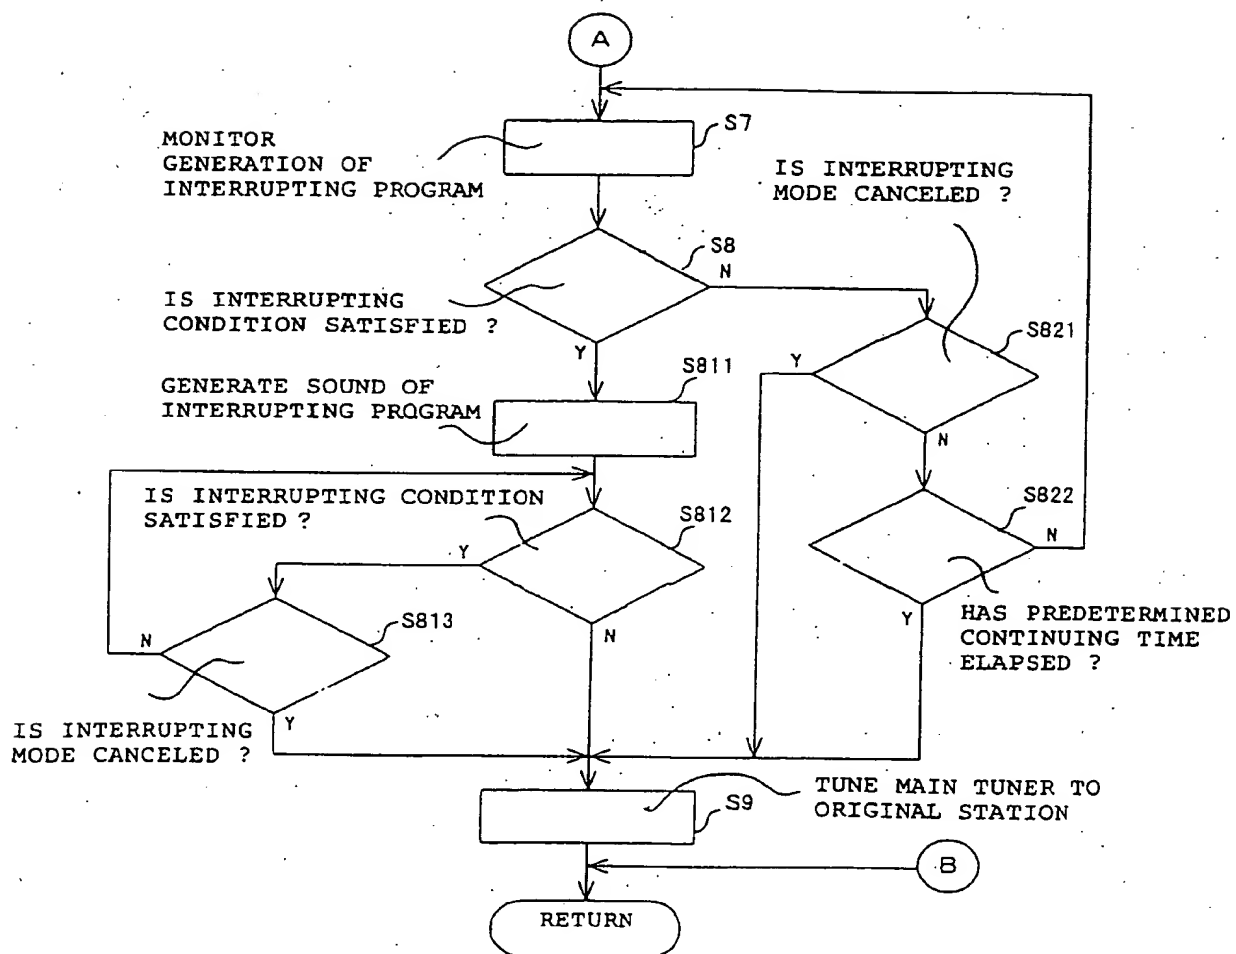 A
S7
MONITOR
GENERATION OF
INTERRUPTING PROGRAM
IS INTERRUPTING
MODE CANCELED ?
S8
N
IS INTERRUPTING
CONDITION SATISFIED ?
Y
S821
Y
N
S811
GENERATE SOUND OF
INTERRUPTING PROGRAM
IS INTERRUPTING CONDITION
SATISFIED ?
S812
Y
N
S822
N
Y
HAS PREDETERMINED
CONTINUING TIME
ELAPSED ?
S813
N
Y
IS INTERRUPTING
MODE CANCELED ?
TUNE MAIN TUNER TO
ORIGINAL STATION
S9
B
RETURN